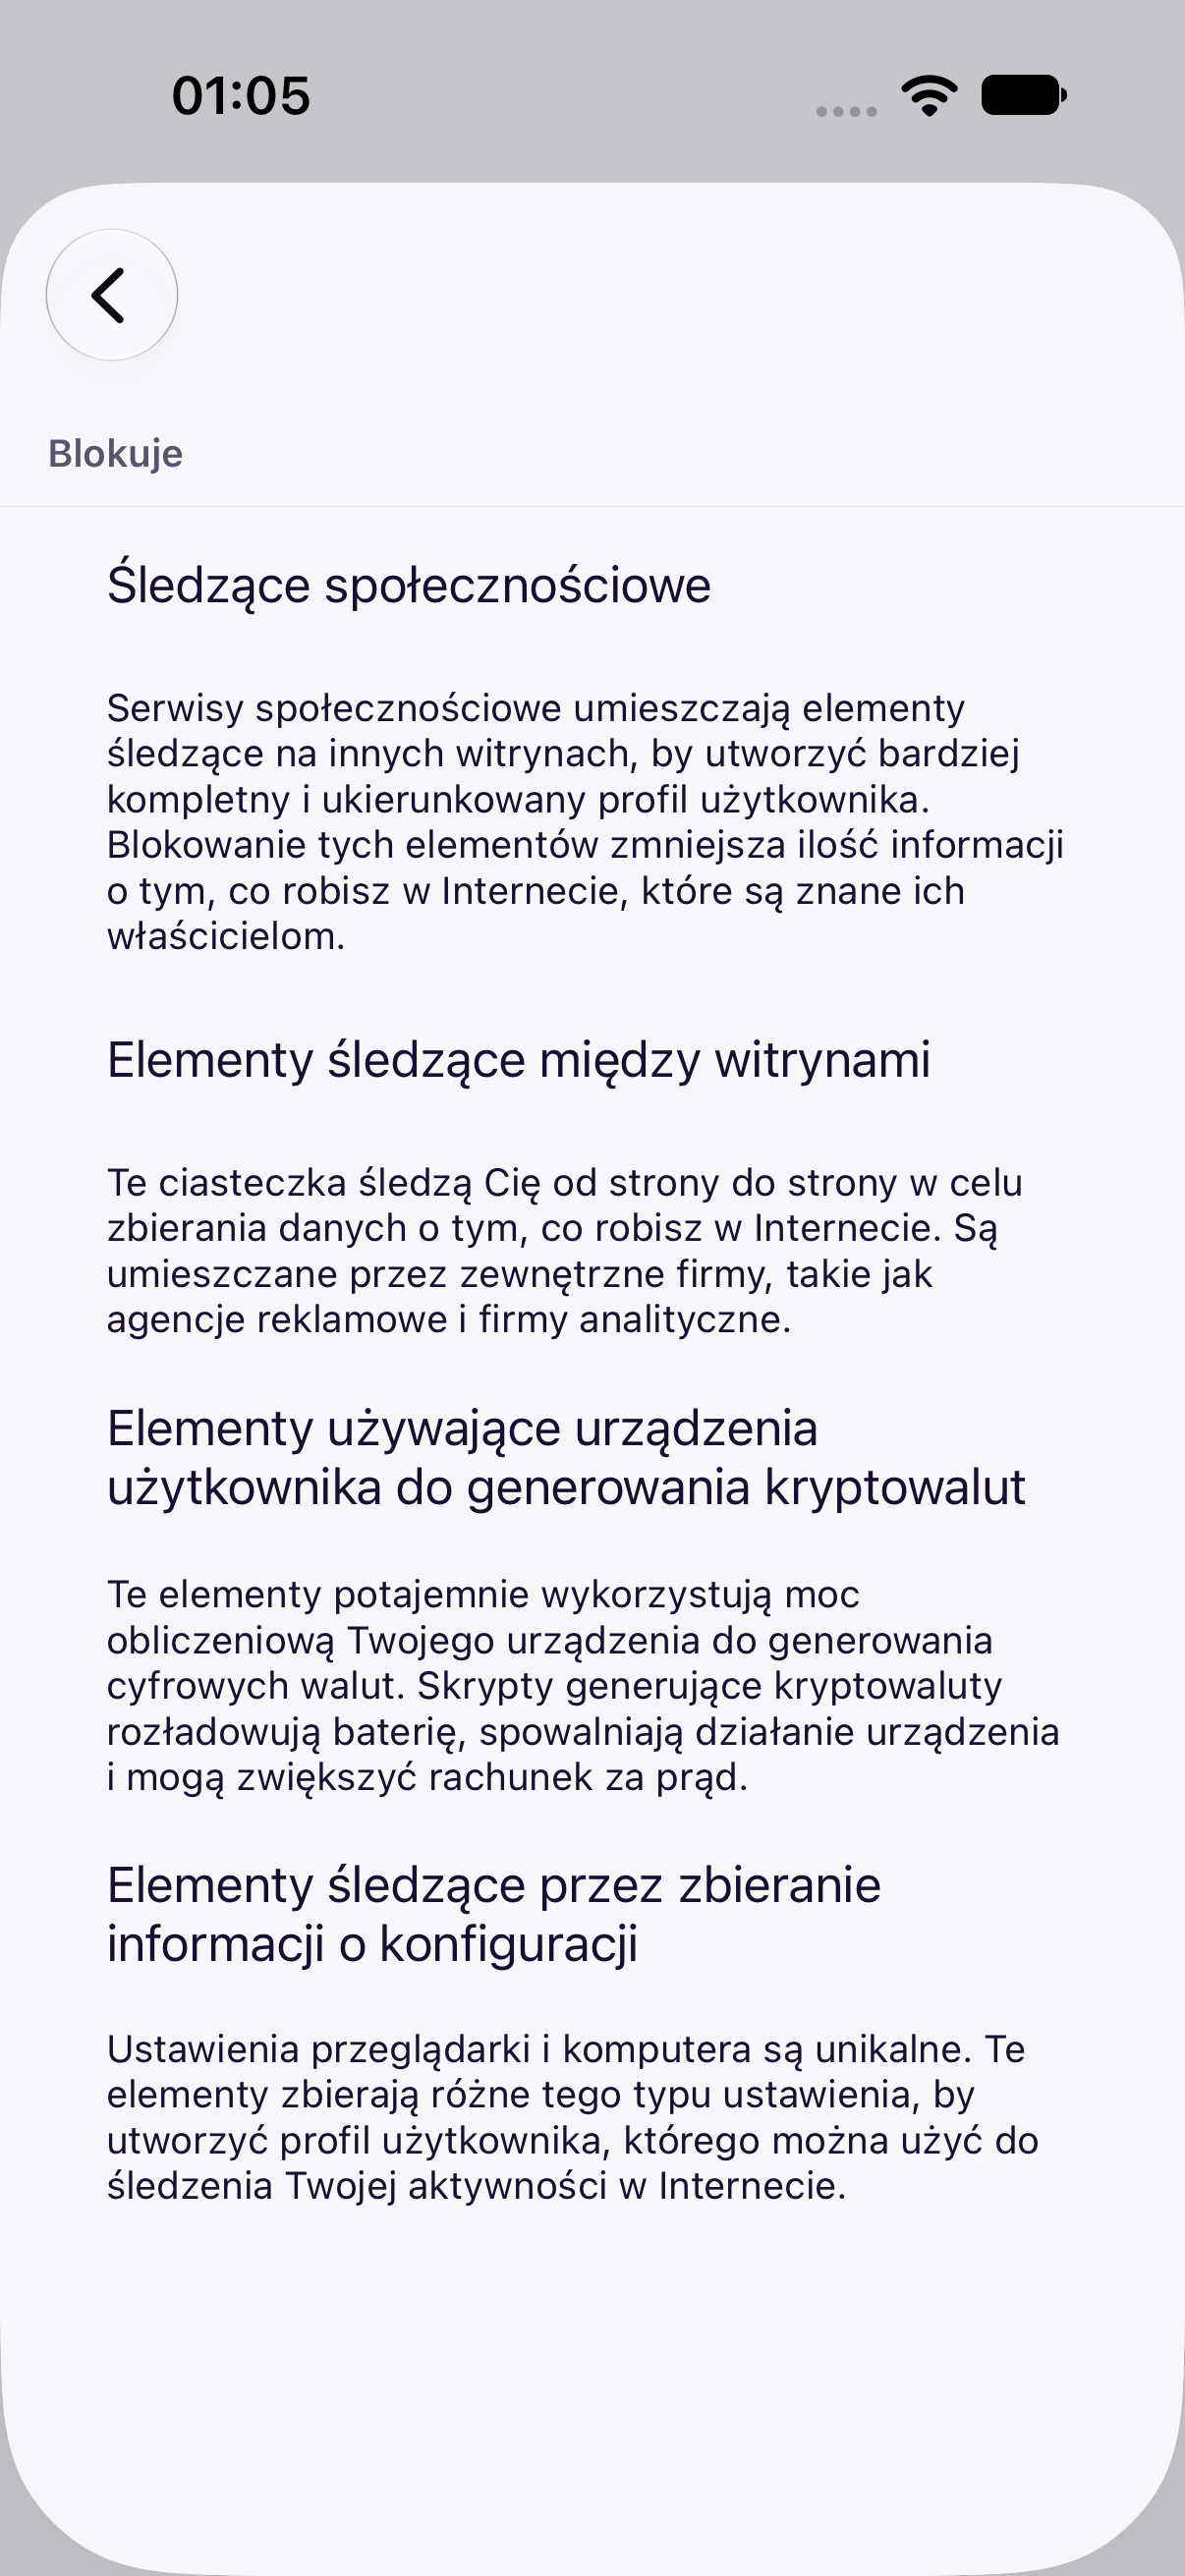 01:05
Blokuje
Śledzące społecznościowe
Serwisy społecznościowe umieszczają elementy
śledzące na innych witrynach, by utworzyć bardziej
kompletny i ukierunkowany profil użytkownika.
Blokowanie tych elementów zmniejsza ilość informacji
o tym, co robisz w Internecie, które są znane ich
właścicielom.
Elementy śledzące między witrynami
Te ciasteczka śledzą Cię od strony do strony w celu
zbierania danych o tym, co robisz w Internecie. Są
umieszczane przez zewnętrzne firmy, takie jak
agencje reklamowe i firmy analityczne.
Elementy używające urządzenia
użytkownika do generowania kryptowalut
Te elementy potajemnie wykorzystują moc
obliczeniową Twojego urządzenia do generowania
cyfrowych walut. Skrypty generujące kryptowaluty
rozładowują baterię, spowalniają działanie urządzenia
i mogą zwiększyć rachunek za prąd.
Elementy śledzące przez zbieranie
informacji o konfiguracji
Ustawienia przeglądarki i komputera są unikalne. Te
elementy zbierają różne tego typu ustawienia, by
utworzyć profil użytkownika, którego można użyć do
śledzenia Twojej aktywności w Internecie.